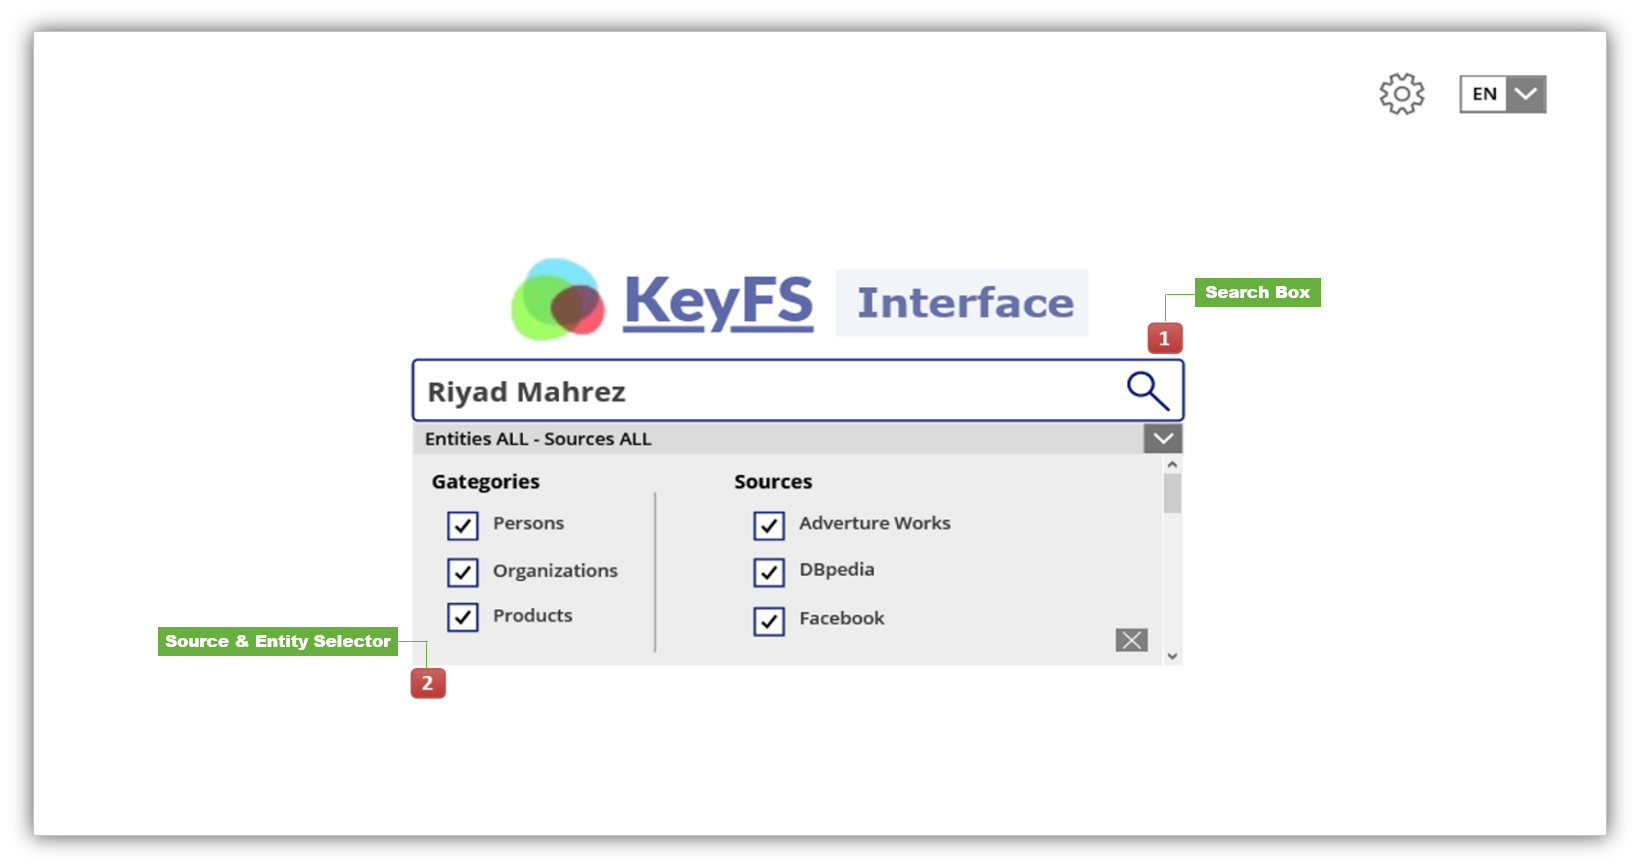 EN
KeyFS Interface
Search Box
1
Riyad Mahrez
Entities ALL - Sources ALL
Gategories
Persons
Organizations
Products
Sources
Adverture Works
DBpedia
Facebook
Source & Entity Selector
2